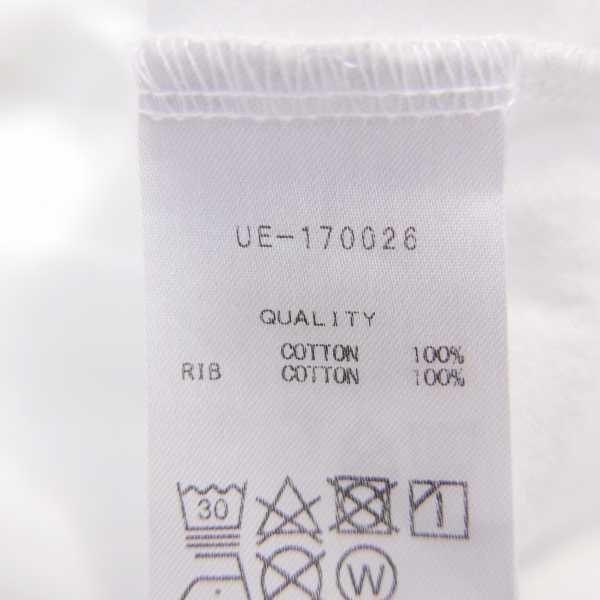 UE-170026
QUALITY
COTTON 100%
RIB COTTON 100%
30
W